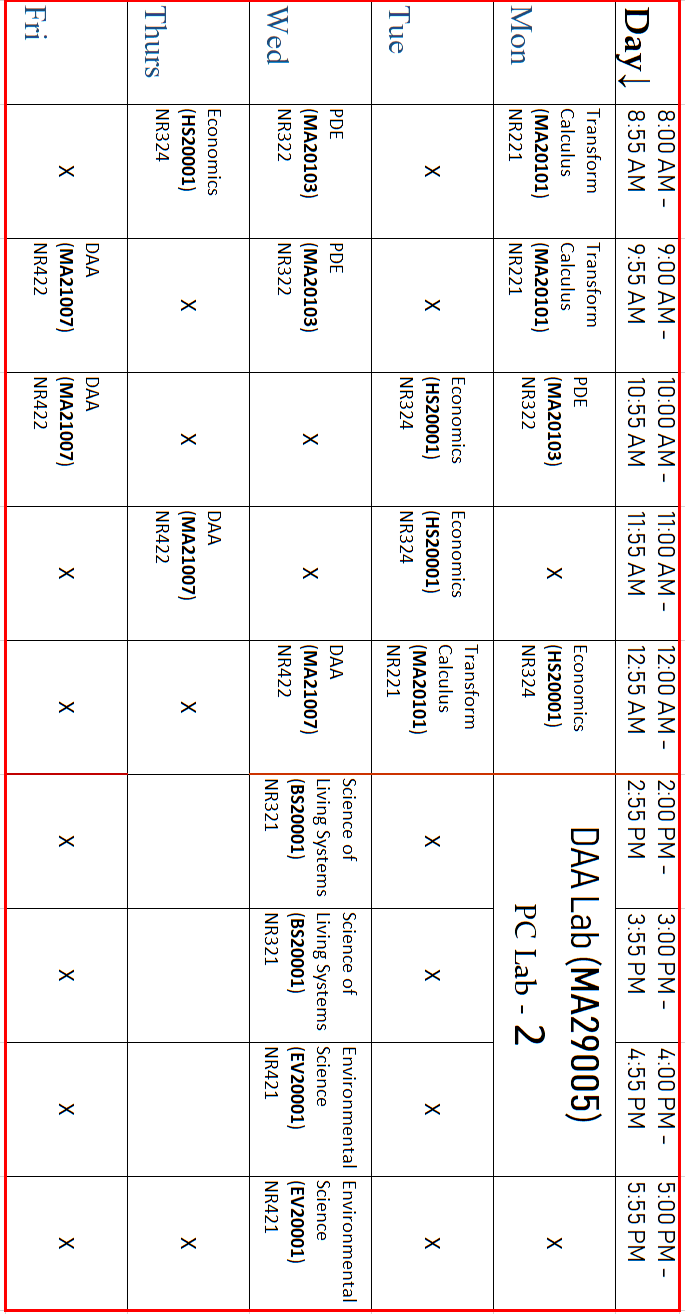 Day↓
8:00 AM -
8:55 AM
9:00 AM -
9:55 AM
10:00 AM -
10:55 AM
11:00 AM -
11:55 AM
12:00 AM -
12:55 AM
2:00 PM -
2:55 PM
3:00 PM -
3:55 PM
4:00 PM -
4:55 PM
5:00 PM -
5:55 PM
Mon
Transform
Calculus
(MA20101)
NR221
Transform
Calculus
(MA20101)
NR221
PDE
(MA20103)
NR322
X
Economics
(HS20001)
NR324
DAA Lab (MA29005)
PC Lab - 2
X
Tue
X
X
Economics
(HS20001)
NR324
Economics
(HS20001)
NR324
Transform
Calculus
(MA20101)
NR221
X
X
X
X
Wed
PDE
(MA20103)
NR322
PDE
(MA20103)
NR322
X
X
DAA
(MA21007)
NR422
Science of
Living Systems
(BS20001)
NR321
Science of
Living Systems
(BS20001)
NR321
Environmental
Science
(EV20001)
NR421
Environmental
Science
(EV20001)
NR421
Thurs
Economics
(HS20001)
NR324
X
X
DAA
(MA21007)
NR422
X
X
Fri
X
DAA
(MA21007)
NR422
DAA
(MA21007)
NR422
X
X
X
X
X
X